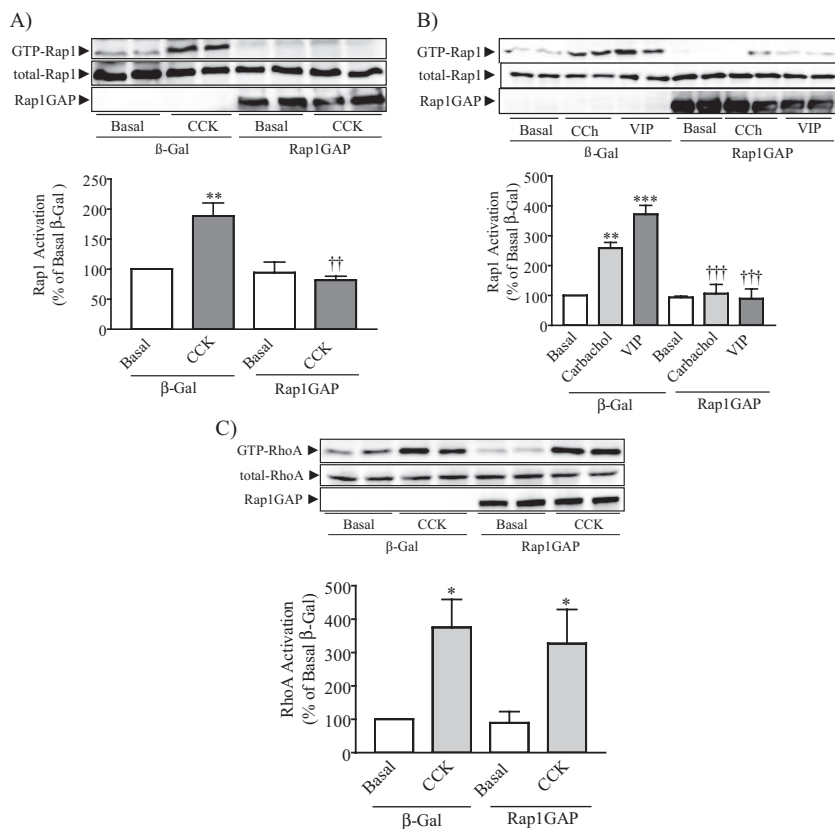 A)
GTP-Rap1
total-Rap1
Rap1GAP
Basal CCK Basal CCK
ß-Gal Rap1GAP
Rap1 Activation
(% of Basal β-Gal )
250
200
150
100
50
0
** ††
Basal CCK Basal CCK
β-Gal Rap1GAP
B)
GTP-Rap1
total-Rap1
Rap1GAP
Basal CCh VIP Basal CCh VIP
ß-Gal Rap1GAP
Rap1 Activation
(% of Basal β-Gal)
500
400
300
200
100
0
** *** ††† †††
Basal Carbachol VIP Basal Carbachol VIP
β-Gal Rap1GAP
C)
GTP-RhoA
total-RhoA
Rap1GAP
Basal CCK Basal CCK
β-Gal Rap1GAP
RhoA Activation
(% of Basal β-Gal)
500
400
300
200
100
0
* *
Basal CCK Basal CCK
β-Gal Rap1GAP